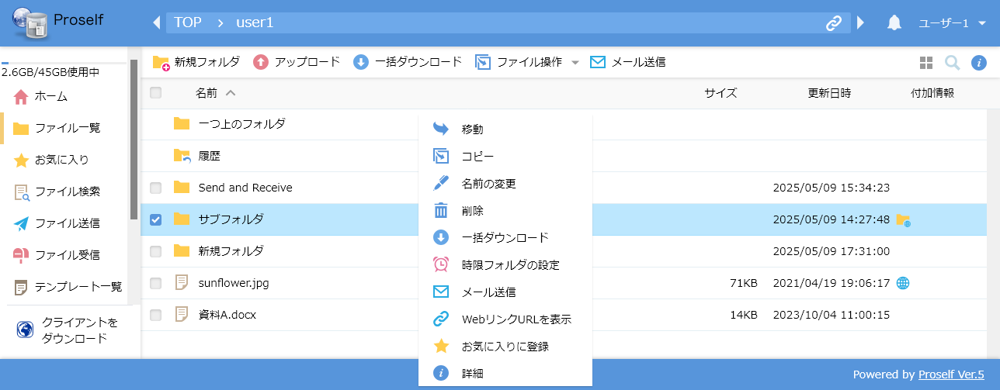 Proself
TOP > user1
ユーザー1
2.6GB/45GB使用中
ホーム
ファイル一覧
お気に入り
ファイル検索
ファイル送信
ファイル受信
テンプレート一覧
クライアントを
ダウンロード
新規フォルダ アップロード 一括ダウンロード ファイル操作 メール送信
名前 サイズ 更新日時 付加情報
一つ上のフォルダ
履歴
Send and Receive 2025/05/09 15:34:23
サブフォルダ 2025/05/09 14:27:48
新規フォルダ 2025/05/09 17:31:00
sunflower.jpg 71KB 2021/04/19 19:06:17
資料A.docx 14KB 2023/10/04 11:00:15
移動
コピー
名前の変更
削除
一括ダウンロード
時限フォルダの設定
メール送信
WebリンクURLを表示
お気に入りに登録
詳細
Powered by Proself Ver.5